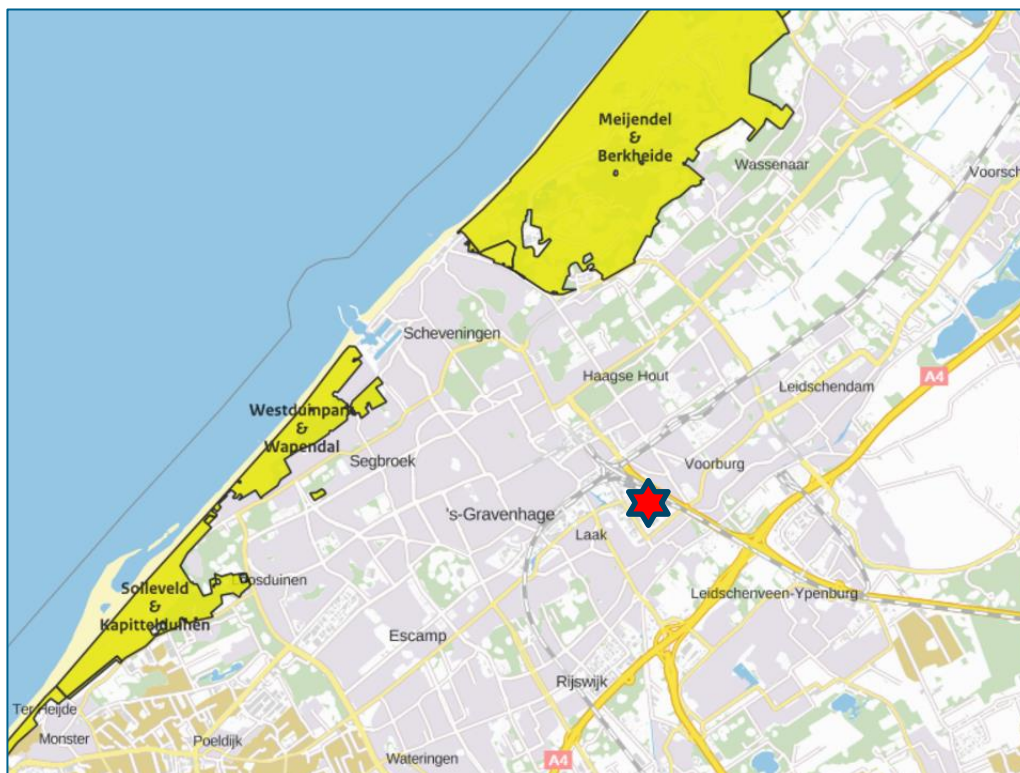 Meijendel
&
Berkheide
Wassenaar
Voorsch
Scheveningen
Haagse Hout
A4
Leidschendam
Westduinpark
&
Wapendal
Segbroek
Voorburg
's-Gravenhage
Laak
Solleveld
&
Kapittelduinen
Loosduinen
Leidschenveen-Ypenburg
Escamp
Rijswijk
Ter Heijde
Monster
Poeldijk
Wateringen
A4